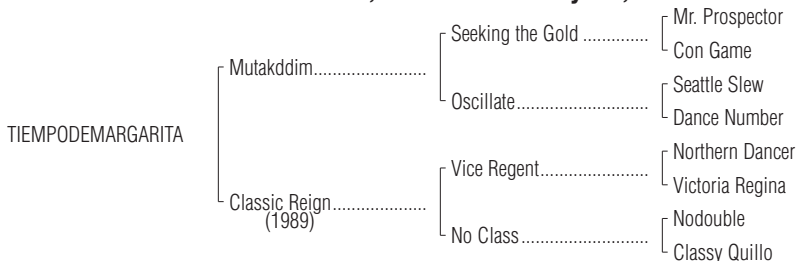 Mr. Prospector
Seeking the Gold ..............
Con Game
Mutakddim........................
Seattle Slew
Oscillate............................
Dance Number
TIEMPODEMARGARITA
Northern Dancer
Vice Regent.......................
Victoria Regina
Classic Reign....................
(1989)
Nodouble
No Class ...........................
Classy Quillo